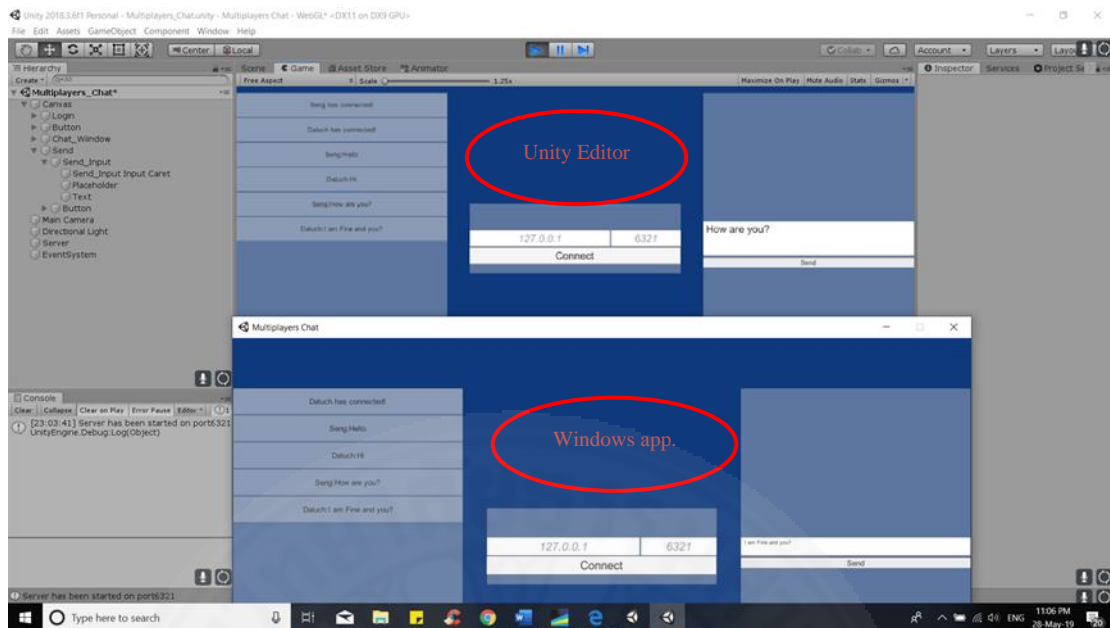 Unity 2018.3.6f1 Personal - Multiplayers_Chat.unity - Multiplayers Chat - WebGL* <DX11 on DX9 GPU>
File Edit Assets GameObject Component Window Help
Center Local Collab Account Layers Layou
Hierarchy Scene Game Asset Store Animator Inspector Services Project Se
Create Free Aspect Scale 1.25x Maximize On Play Mute Audio Stats Gizmos
Multiplayers_Chat*
Canvas
Login
Button
Chat_Window
Send
Send_Input
Send_Input Input Caret
Placeholder
Text
Button
Main Camera
Directional Light
Server
EventSystem
Seng has connected!
Daluch has connected!
Seng:Hello
Daluch:Hi
Seng:How are you?
Daluch:I am Fine and you?
Unity Editor
127.0.0.1 6321
Connect
How are you?
Send
Multiplayers Chat
Daluch has connected!
Seng:Hello
Daluch:Hi
Seng:How are you?
Daluch:I am Fine and you?
Windows app.
127.0.0.1 6321
Connect
I am Fine and you?
Send
Console
Clear Collapse Clear on Play Error Pause Editor 1
[23:03:41] Server has been started on port6321
UnityEngine.Debug:Log(Object)
Server has been started on port6321
Type here to search
ENG 11:06 PM
28-May-19 20